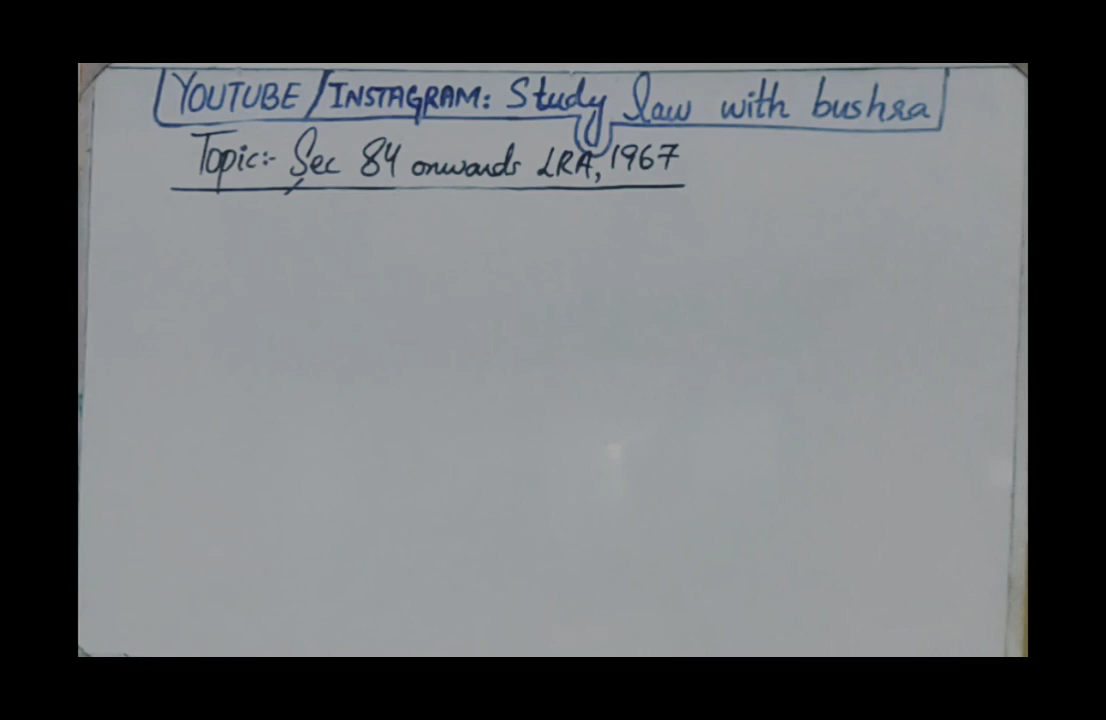 YOUTUBE/INSTAGRAM: Study law with bushra
Topic:- Sec 84 onwards LRA, 1967